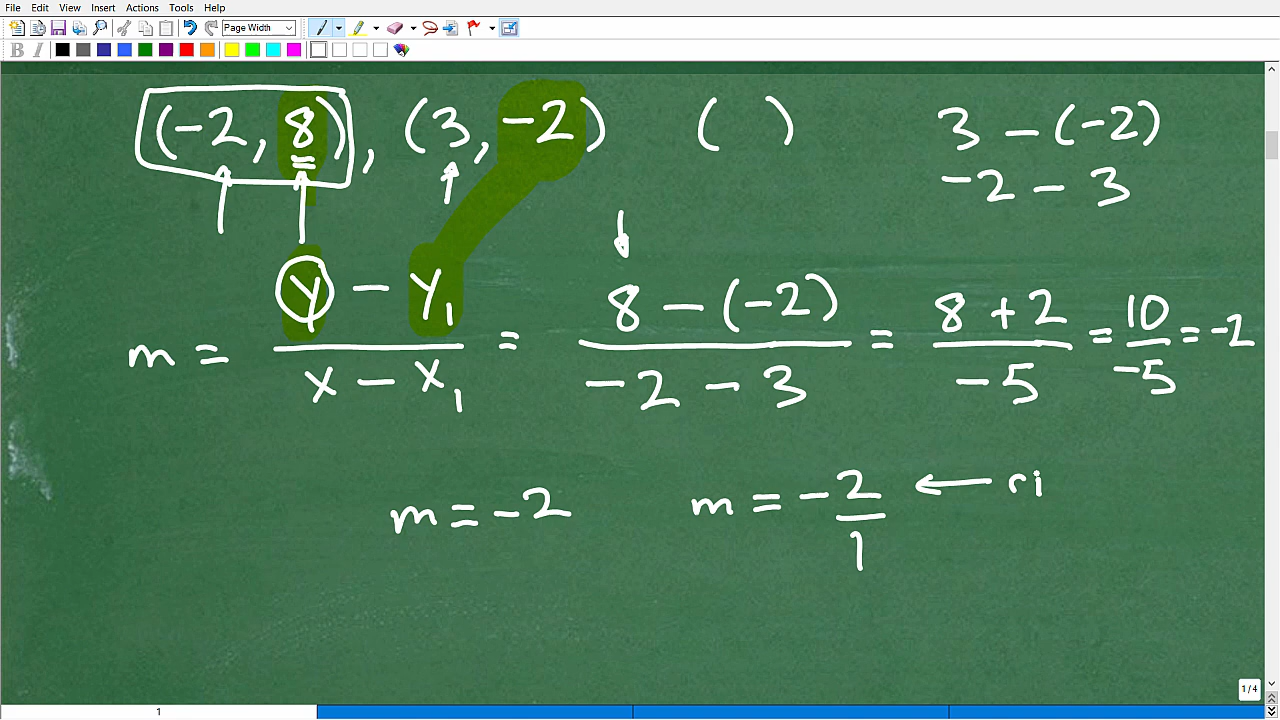 File Edit View Insert Actions Tools Help
Page Width
B I
(-2, 8), (3, -2) ( ) 3 - (-2)
-2 - 3
m = y - y₁ / x - x₁ = 8 - (-2) / -2 - 3 = 8 + 2 / -5 = 10 / -5 = -2
m = -2 m = -2 / 1 ← ri
1/4
1